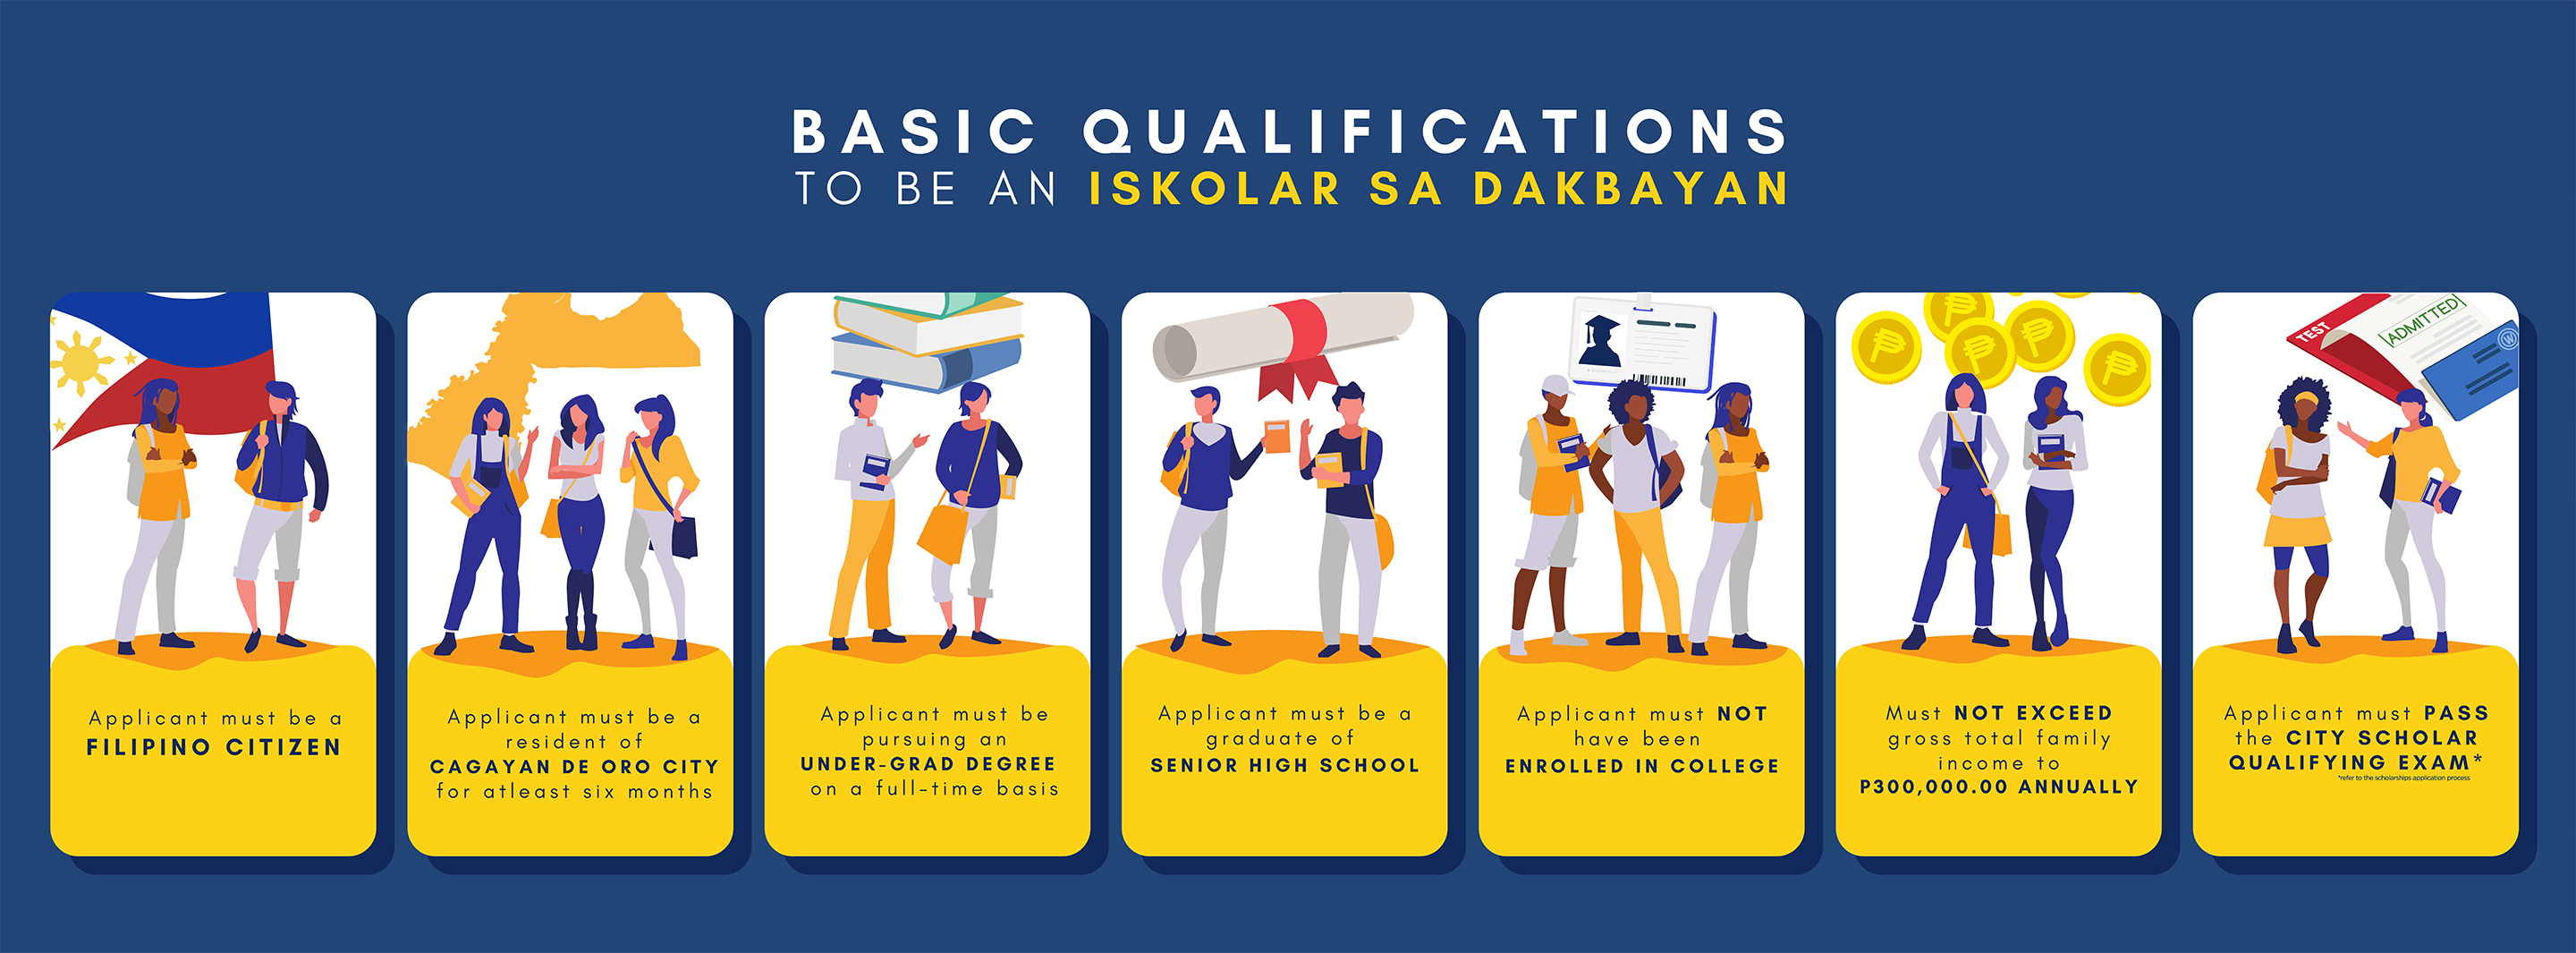 BASIC QUALIFICATIONS
TO BE AN ISKOLAR SA DAKBAYAN
Applicant must be a
FILIPINO CITIZEN
Applicant must be a
resident of
CAGAYAN DE ORO CITY
for atleast six months
Applicant must be
pursuing an
UNDER-GRAD DEGREE
on a full-time basis
Applicant must be a
graduate of
SENIOR HIGH SCHOOL
Applicant must NOT
have been
ENROLLED IN COLLEGE
Must NOT EXCEED
gross total family
income to
P300,000.00 ANNUALLY
TEST
ADMITTED
W
Applicant must PASS
the CITY SCHOLAR
QUALIFYING EXAM*
*refer to the scholarships application process